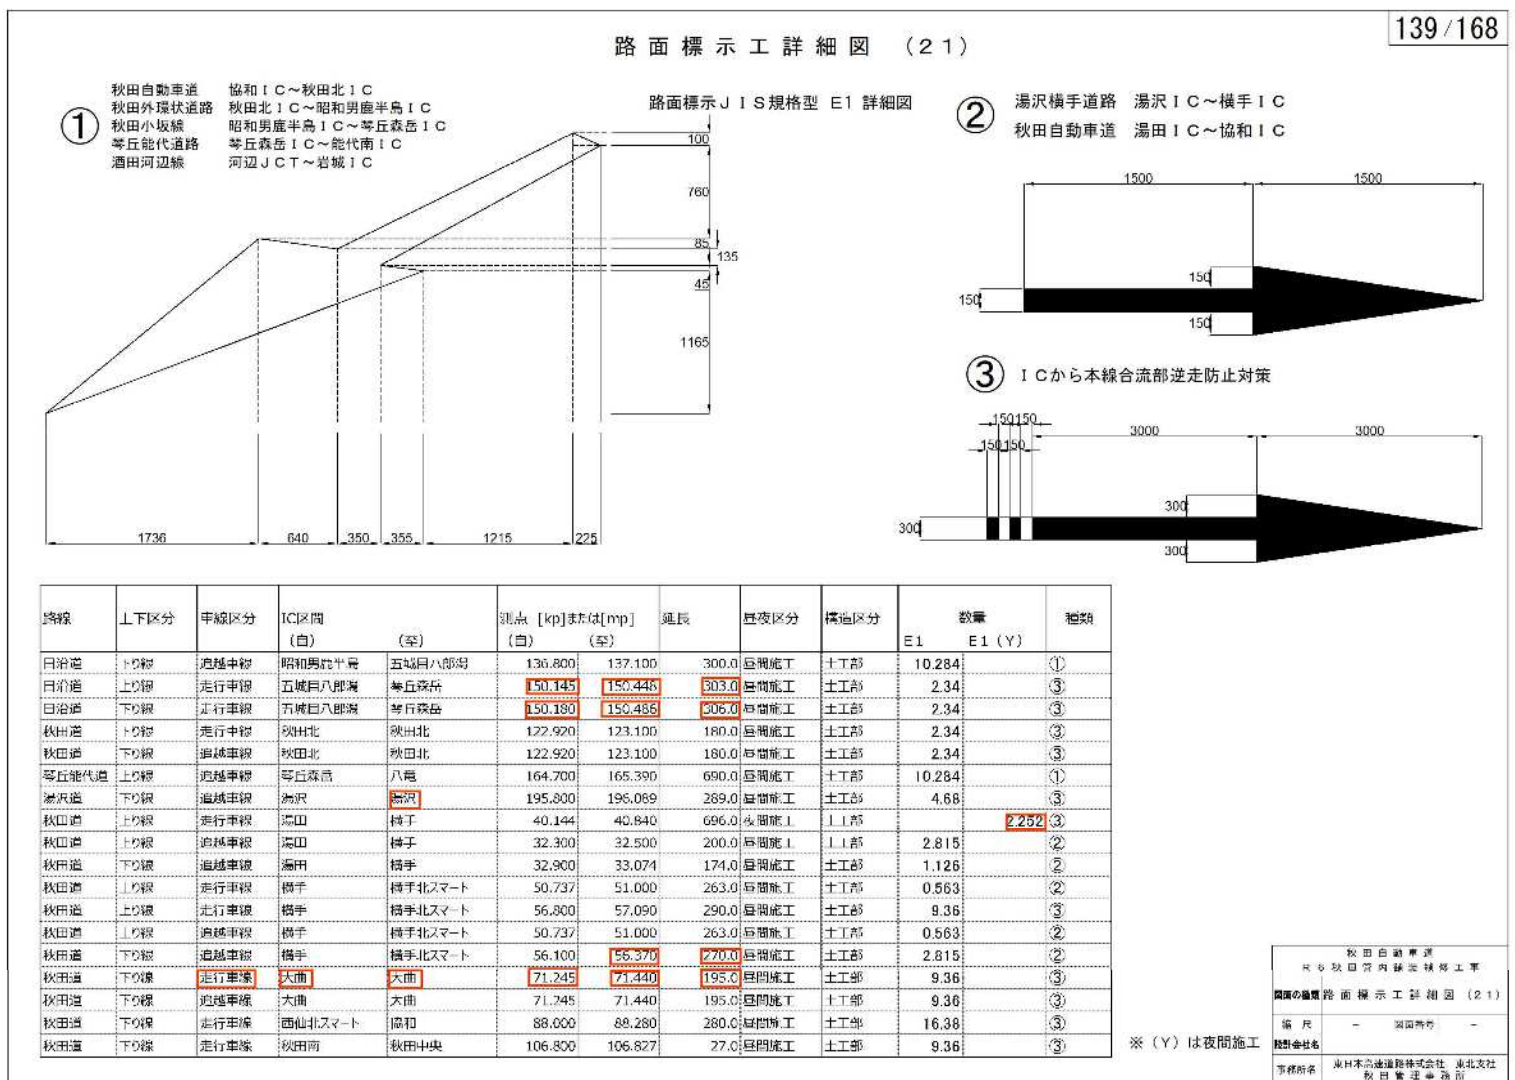 139/168
路面標示工詳細図 (21)
① 秋田自動車道 協和IC～秋田北IC
秋田外環状道路 秋田北IC～昭和男鹿半島IC
秋田小坂線 昭和男鹿半島IC～琴丘森岳IC
琴丘能代道路 琴丘森岳IC～能代南IC
酒田河辺線 河辺JCT～岩城IC
路面標示JIS規格型 E1 詳細図
100
760
85
135
45
1165
1736 640 350 355 1215 225
② 湯沢横手道路 湯沢IC～横手IC
秋田自動車道 湯田IC～協和IC
1500 1500
150
150
150
③ ICから本線合流部逆走防止対策
150 150
150 150
3000 3000
300
300
300
路線 上下区分 車線区分 IC区間 測点 [kp]または[mp] 延長 昼夜区分 構造区分 数量 種類
(自) (至) (自) (至) E1 E1(Y)
日沿道 下り線 追越車線 昭和男鹿半島 五城目八郎潟 136.800 137.100 300.0 昼間施工 土工部 10.284 ①
日沿道 上り線 走行車線 五城目八郎潟 琴丘森岳 150.145 150.448 303.0 昼間施工 土工部 2.34 ③
日沿道 下り線 走行車線 五城目八郎潟 琴丘森岳 150.180 150.486 306.0 昼間施工 土工部 2.34 ③
秋田道 下り線 走行車線 秋田北 秋田北 122.920 123.100 180.0 昼間施工 土工部 2.34 ③
秋田道 下り線 追越車線 秋田北 秋田北 122.920 123.100 180.0 昼間施工 土工部 2.34 ③
琴丘能代道 上り線 追越車線 琴丘森岳 八竜 164.700 165.390 690.0 昼間施工 土工部 10.284 ①
湯沢道 下り線 追越車線 湯沢 湯沢 195.800 196.089 289.0 昼間施工 土工部 4.68 ③
秋田道 上り線 走行車線 湯田 横手 40.144 40.840 696.0 夜間施工 土工部 2.252 ③
秋田道 上り線 追越車線 湯田 横手 32.300 32.500 200.0 昼間施工 土工部 2.815 ②
秋田道 下り線 追越車線 湯田 横手 32.900 33.074 174.0 昼間施工 土工部 1.126 ②
秋田道 上り線 走行車線 横手 横手北スマート 50.737 51.000 263.0 昼間施工 土工部 0.563 ②
秋田道 上り線 走行車線 横手 横手北スマート 56.800 57.090 290.0 昼間施工 土工部 9.36 ③
秋田道 上り線 追越車線 横手 横手北スマート 50.737 51.000 263.0 昼間施工 土工部 0.563 ②
秋田道 下り線 追越車線 横手 横手北スマート 56.100 56.370 270.0 昼間施工 土工部 2.815 ②
秋田道 下り線 走行車線 大曲 大曲 71.245 71.440 195.0 昼間施工 土工部 9.36 ③
秋田道 下り線 追越車線 大曲 大曲 71.245 71.440 195.0 昼間施工 土工部 9.36 ③
秋田道 下り線 走行車線 西仙北スマート 協和 88.000 88.280 280.0 昼間施工 土工部 16.38 ③
秋田道 下り線 走行車線 秋田南 秋田中央 106.800 106.827 27.0 昼間施工 土工部 9.36 ③
※(Y)は夜間施工
秋田自動車道
R6秋田管内舗装補修工事
図面の種類 路面標示工詳細図 (21)
縮尺 - 図面番号 -
設計会社名
事務所名 東日本高速道路株式会社 東北支社
秋田管理事務所